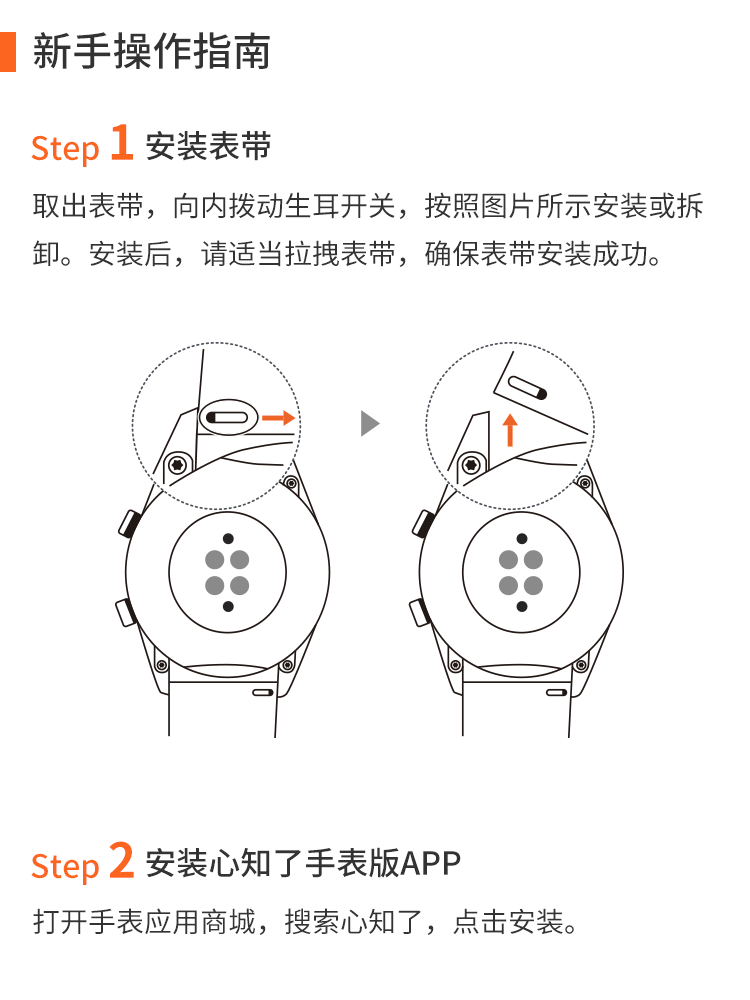 新手操作指南
Step 1 安装表带
取出表带，向内拨动生耳开关，按照图片所示安装或拆
卸。安装后，请适当拉拽表带，确保表带安装成功。
Step 2 安装心知了手表版APP
打开手表应用商城，搜索心知了，点击安装。